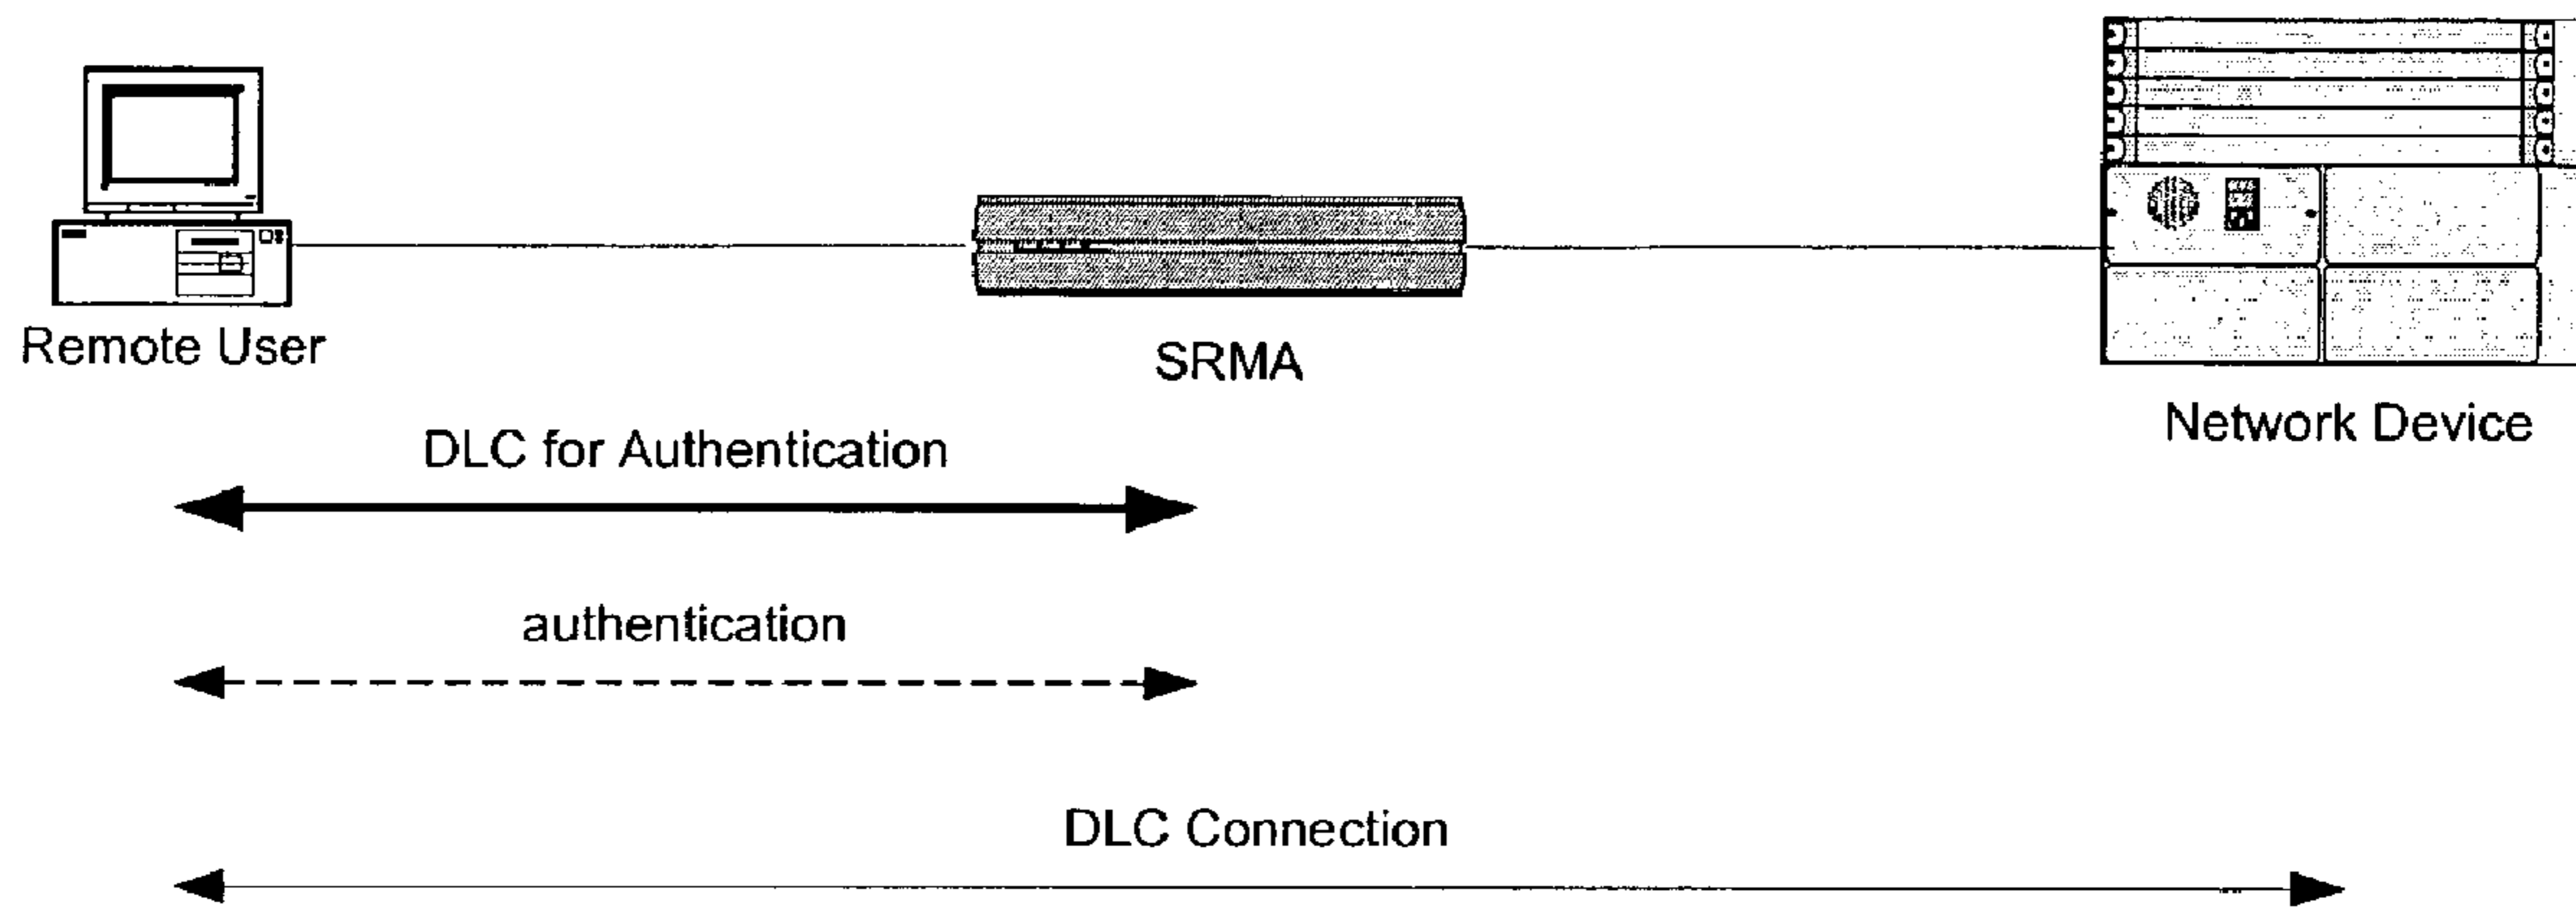 Remote User
SRMA
Network Device
DLC for Authentication
authentication
DLC Connection